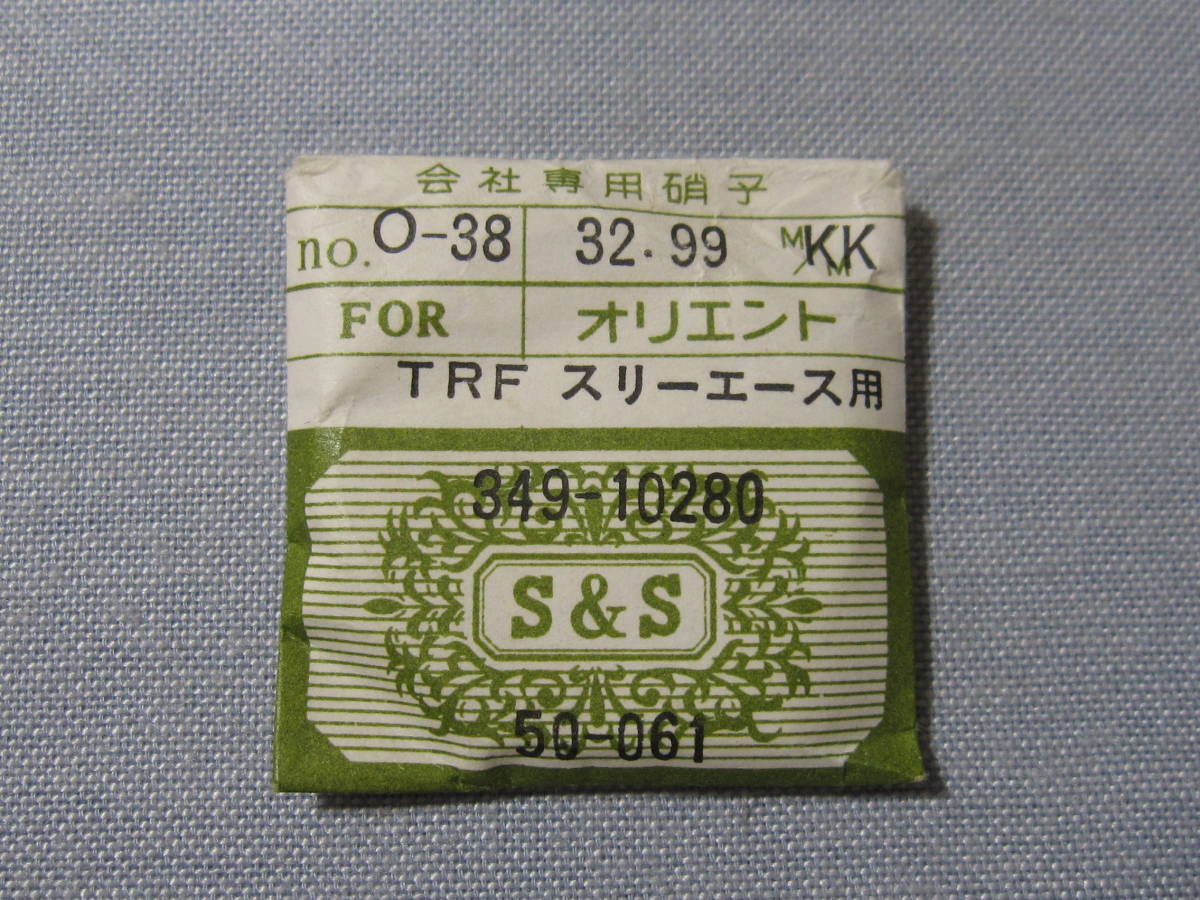 会社専用硝子
no. O-38 32.99 M/M KK
FOR オリエント
TRF スリーエース用
349-10280
S&S
50-061